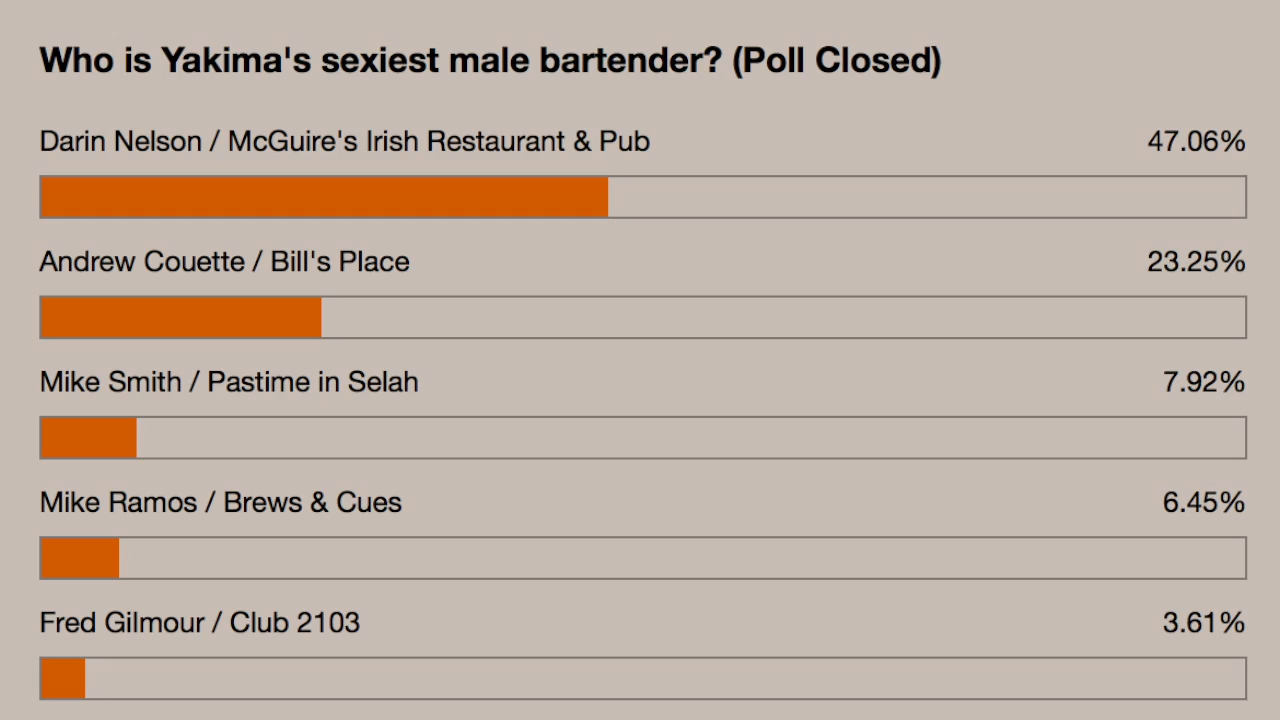 Who is Yakima's sexiest male bartender? (Poll Closed)
Darin Nelson / McGuire's Irish Restaurant & Pub 47.06%
Andrew Couette / Bill's Place 23.25%
Mike Smith / Pastime in Selah 7.92%
Mike Ramos / Brews & Cues 6.45%
Fred Gilmour / Club 2103 3.61%